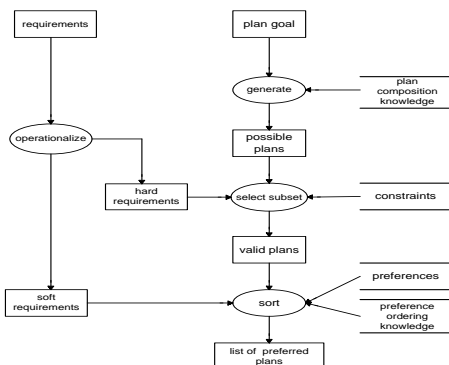 requirements
plan goal
generate
plan
composition
knowledge
operationalize
possible
plans
hard
requirements
select subset
constraints
valid plans
preferences
soft
requirements
sort
preference
ordering
knowledge
list of preferred
plans